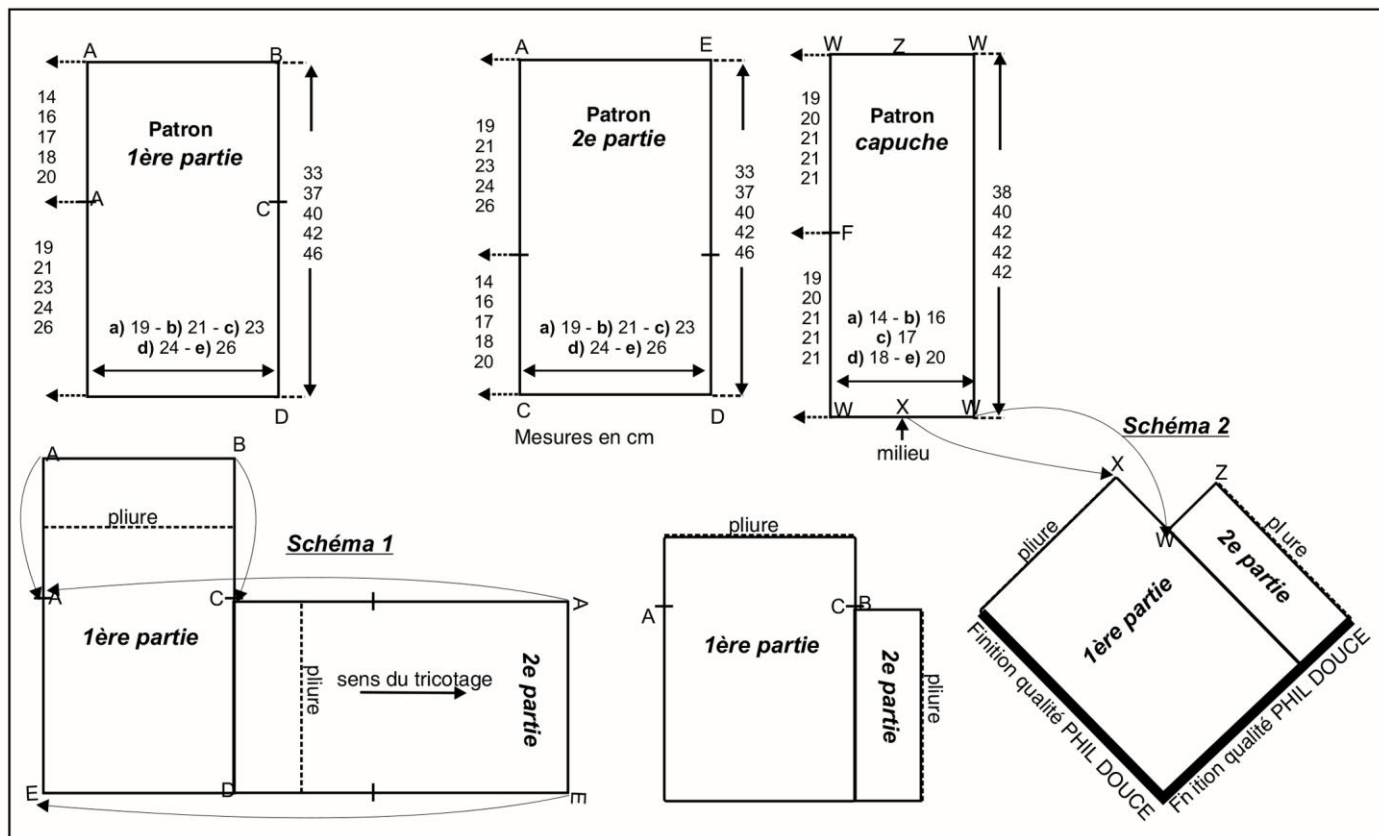 A
B
14
16
17
18
20
Patron
1ère partie
A
C
33
37
40
42
46
19
21
23
24
26
a) 19 - b) 21 - c) 23
d) 24 - e) 26
D
A
E
19
21
23
24
26
Patron
2e partie
33
37
40
42
46
14
16
17
18
20
a) 19 - b) 21 - c) 23
d) 24 - e) 26
C
D
Mesures en cm
W
Z
W
19
20
21
21
21
Patron
capuche
38
40
42
42
42
F
19
20
21
21
21
a) 14 - b) 16
c) 17
d) 18 - e) 20
W
X
W
milieu
A
B
pliure
Schéma 1
A
C
A
1ère partie
pliure
sens du tricotage
2e partie
E
D
E
pliure
A
C
B
1ère partie
2e partie
pliure
Schéma 2
X
Z
pliure
W
pl ure
2e partie
1ère partie
Finition qualité PHIL DOUCE
Fn ition qualité PHIL DOUCE